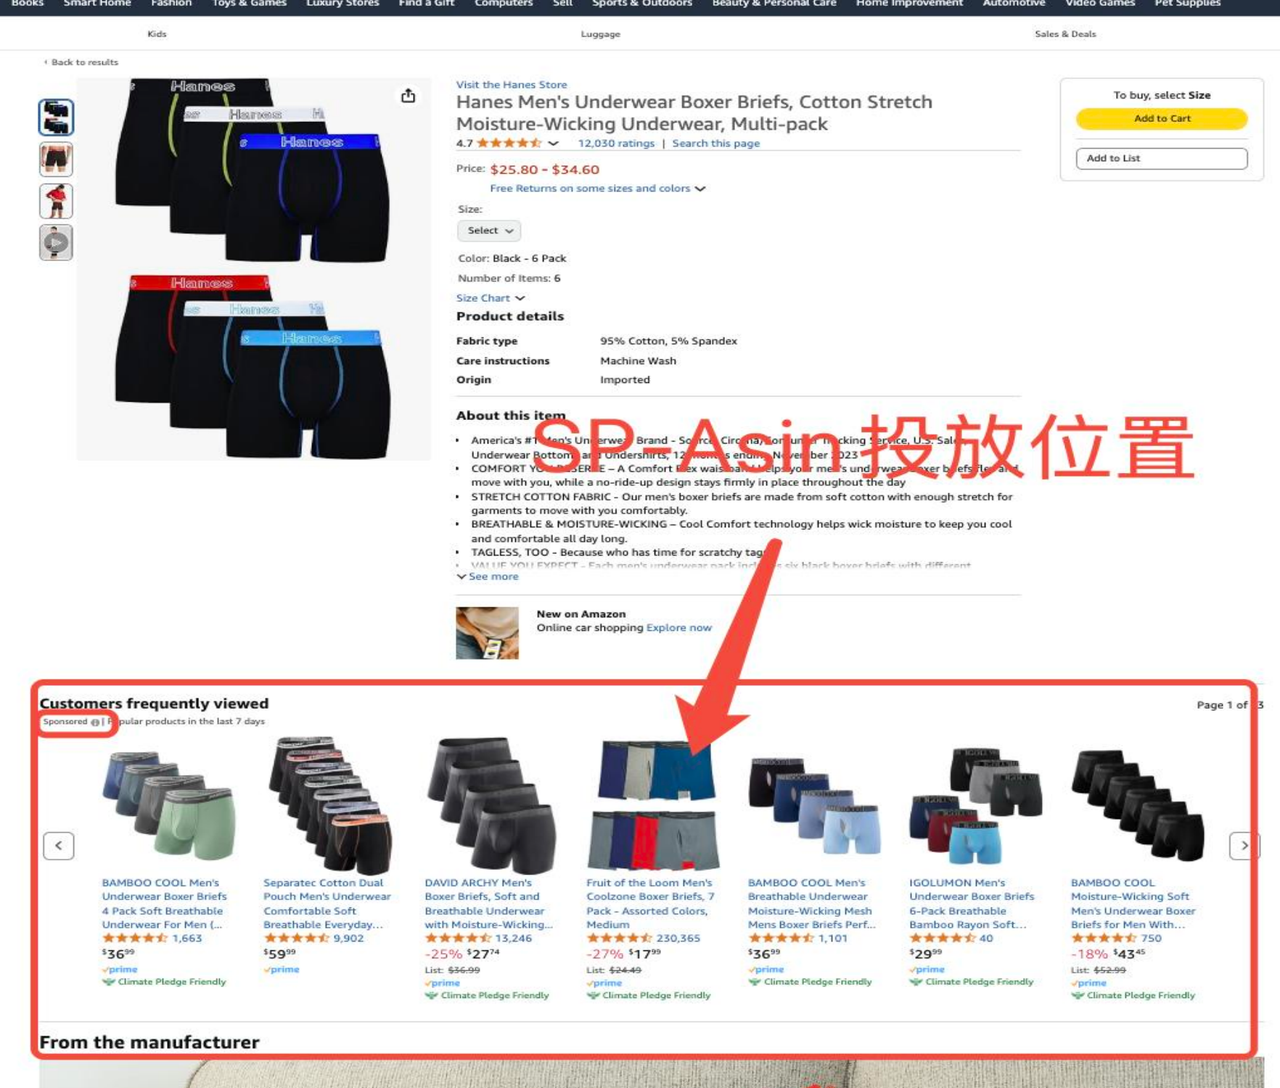 Books Smart Home Fashion Toys & Games Luxury Stores Find a Gift Computers Sell Sports & Outdoors Beauty & Personal Care Home Improvement Automotive Video Games Pet Supplies
Kids Luggage Sales & Deals
‹ Back to results
Visit the Hanes Store
Hanes Men's Underwear Boxer Briefs, Cotton Stretch
Moisture-Wicking Underwear, Multi-pack
4.7 12,030 ratings | Search this page
Price: $25.80 - $34.60
Free Returns on some sizes and colors
Size:
Select
Color: Black - 6 Pack
Number of Items: 6
Size Chart
Product details
Fabric type 95% Cotton, 5% Spandex
Care instructions Machine Wash
Origin Imported
About this item
• America's #1 Men's Underwear Brand - Source: Circana/Consumer Tracking Service, U.S. Sales,
Underwear Bottoms and Undershirts, 12 months ending November 2023
• COMFORT YOU DESERVE – A Comfort Flex waistband helps your men's underwear boxer briefs flex and
move with you, while a no-ride-up design stays firmly in place throughout the day
• STRETCH COTTON FABRIC - Our men's boxer briefs are made from soft cotton with enough stretch for
garments to move with you comfortably.
• BREATHABLE & MOISTURE-WICKING – Cool Comfort technology helps wick moisture to keep you cool
and comfortable all day long.
• TAGLESS, TOO - Because who has time for scratchy tags
• VALUE YOU EXPECT - Each men's underwear pack includes six black boxer briefs with different
See more
New on Amazon
Online car shopping Explore now
To buy, select Size
Add to Cart
Add to List
SP-Asin 投放位置
Hanes
Hanes
Hanes
Hanes
Hanes
Hanes
Customers frequently viewed
Page 1 of
Sponsored | Popular products in the last 7 days
BAMBOO COOL Men's
Underwear Boxer Briefs
4 Pack Soft Breathable
Underwear For Men (...
1,663
$36⁹⁹
prime
Climate Pledge Friendly
Separatec Cotton Dual
Pouch Men's Underwear
Comfortable Soft
Breathable Everyday...
9,902
$59⁹⁹
prime
DAVID ARCHY Men's
Boxer Briefs, Soft and
Breathable Underwear
with Moisture-Wicking...
13,246
-25% $27⁷⁴
List: $36.99
prime
Climate Pledge Friendly
Fruit of the Loom Men's
Coolzone Boxer Briefs, 7
Pack - Assorted Colors,
Medium
230,365
-27% $17⁹⁹
List: $24.49
prime
Climate Pledge Friendly
BAMBOO COOL Men's
Breathable Underwear
Moisture-Wicking Mesh
Mens Boxer Briefs Perf...
1,101
$36⁹⁹
prime
Climate Pledge Friendly
IGOLUMON Men's
Underwear Boxer Briefs
6-Pack Breathable
Bamboo Rayon Soft...
40
$29⁹⁹
prime
Climate Pledge Friendly
BAMBOO COOL
Moisture-Wicking Soft
Men's Underwear Boxer
Briefs for Men With...
750
-18% $43⁴⁵
List: $52.99
prime
Climate Pledge Friendly
From the manufacturer